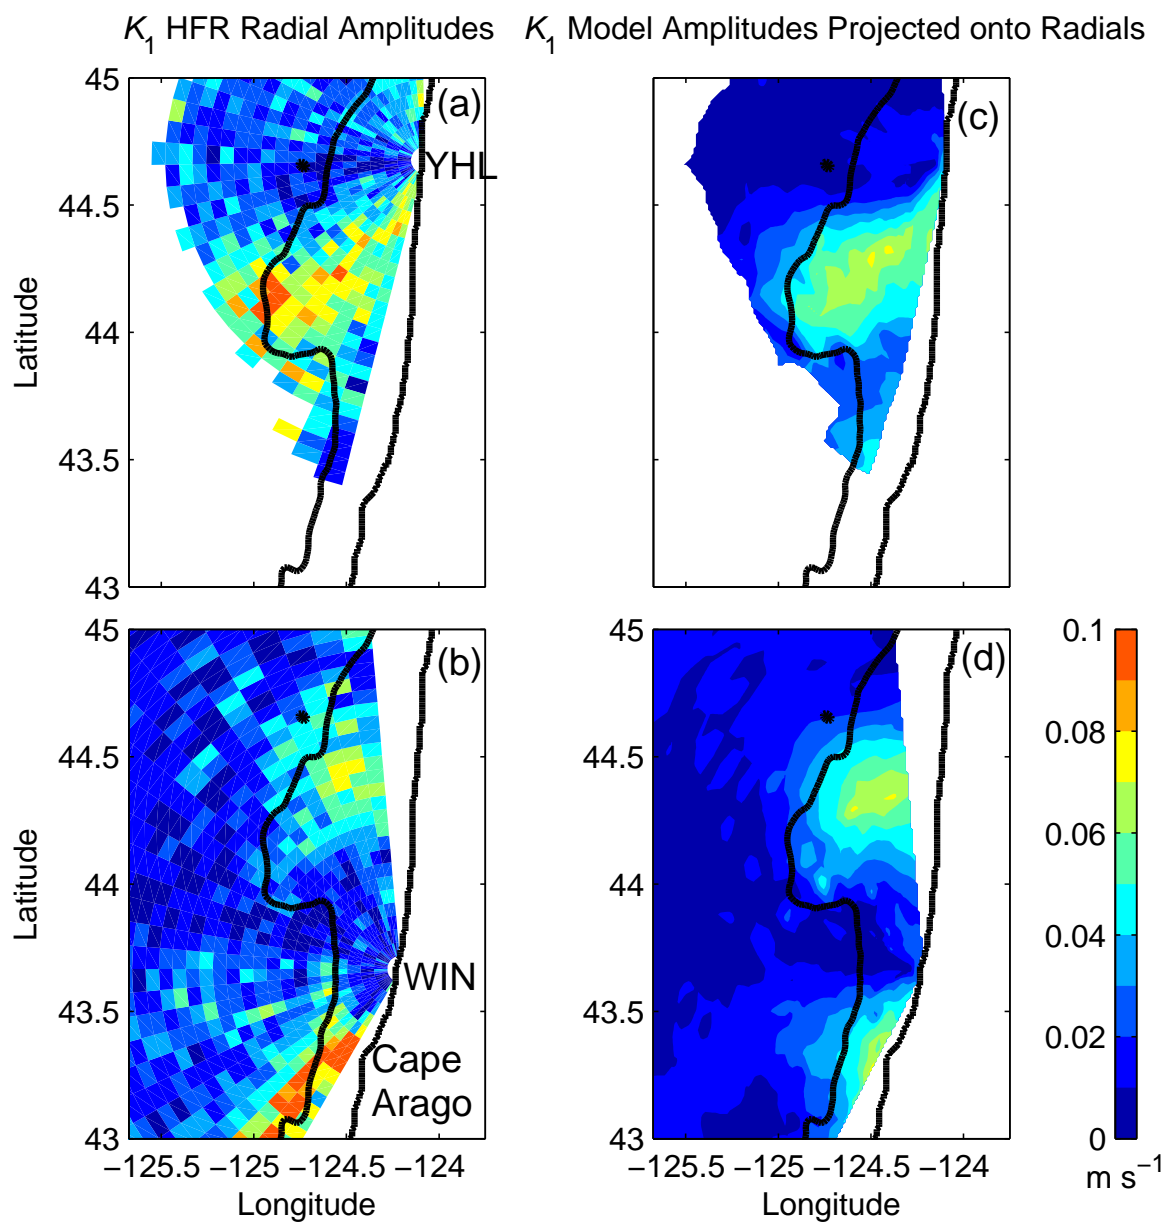 K1 HFR Radial Amplitudes
K1 Model Amplitudes Projected onto Radials
45
44.5
44
43.5
43
Latitude
(a)
YHL
(c)
45
44.5
44
43.5
43
Latitude
(b)
WIN
Cape
Arago
−125.5 −125 −124.5 −124
Longitude
(d)
−125.5 −125 −124.5 −124
Longitude
0.1
0.08
0.06
0.04
0.02
0
m s−1